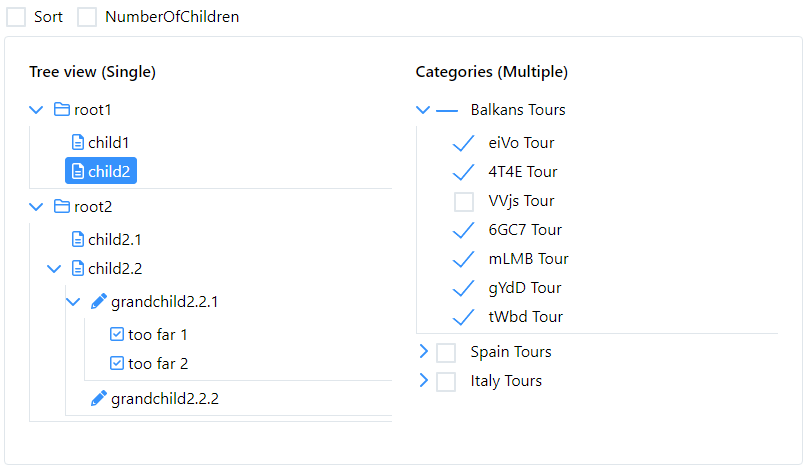 Sort NumberOfChildren
Tree view (Single)
root1
child1
child2
root2
child2.1
child2.2
grandchild2.2.1
too far 1
too far 2
grandchild2.2.2
Categories (Multiple)
Balkans Tours
eiVo Tour
4T4E Tour
VVjs Tour
6GC7 Tour
mLMB Tour
gYdD Tour
tWbd Tour
Spain Tours
Italy Tours